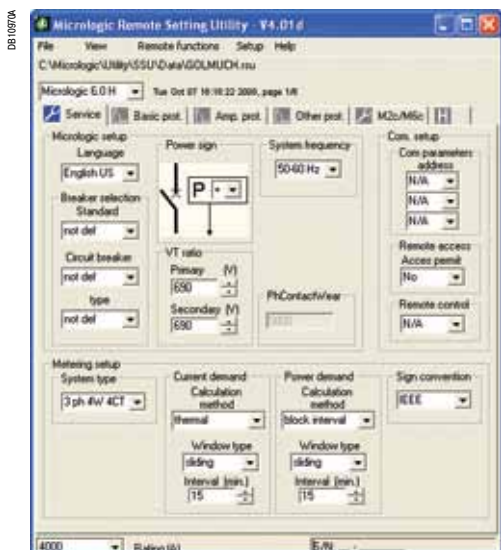 DB10970A
Micrologic Remote Setting Utility - V4.01d
File View Remote functions Setup Help
C:\Micrologic\Utility\SSU\Data\GOLMUCH.rsu
Micrologic 6.0 H
Service Basic prot. Amp. prot. Other prot. M2c/M6c H
Micrologic setup
Language
English US
Breaker selection
Standard
not def
Circuit breaker
not def
type
not def
Power sign
P +
VT ratio
Primary (V)
690
Secondary (V)
690
System frequency
50-60 Hz
PhContactWear
Com. setup
Com parameters
address
N/A
N/A
N/A
Remote access
Acces permit
No
Remote control
N/A
Metering setup
System type
3 ph 4W 4CT
Current demand
Calculation
method
thermal
Window type
sliding
Interval (min.)
15
Power demand
Calculation
method
block interval
Window type
sliding
Interval (min.)
15
Sign convention
IEEE
4000 Rating (A)